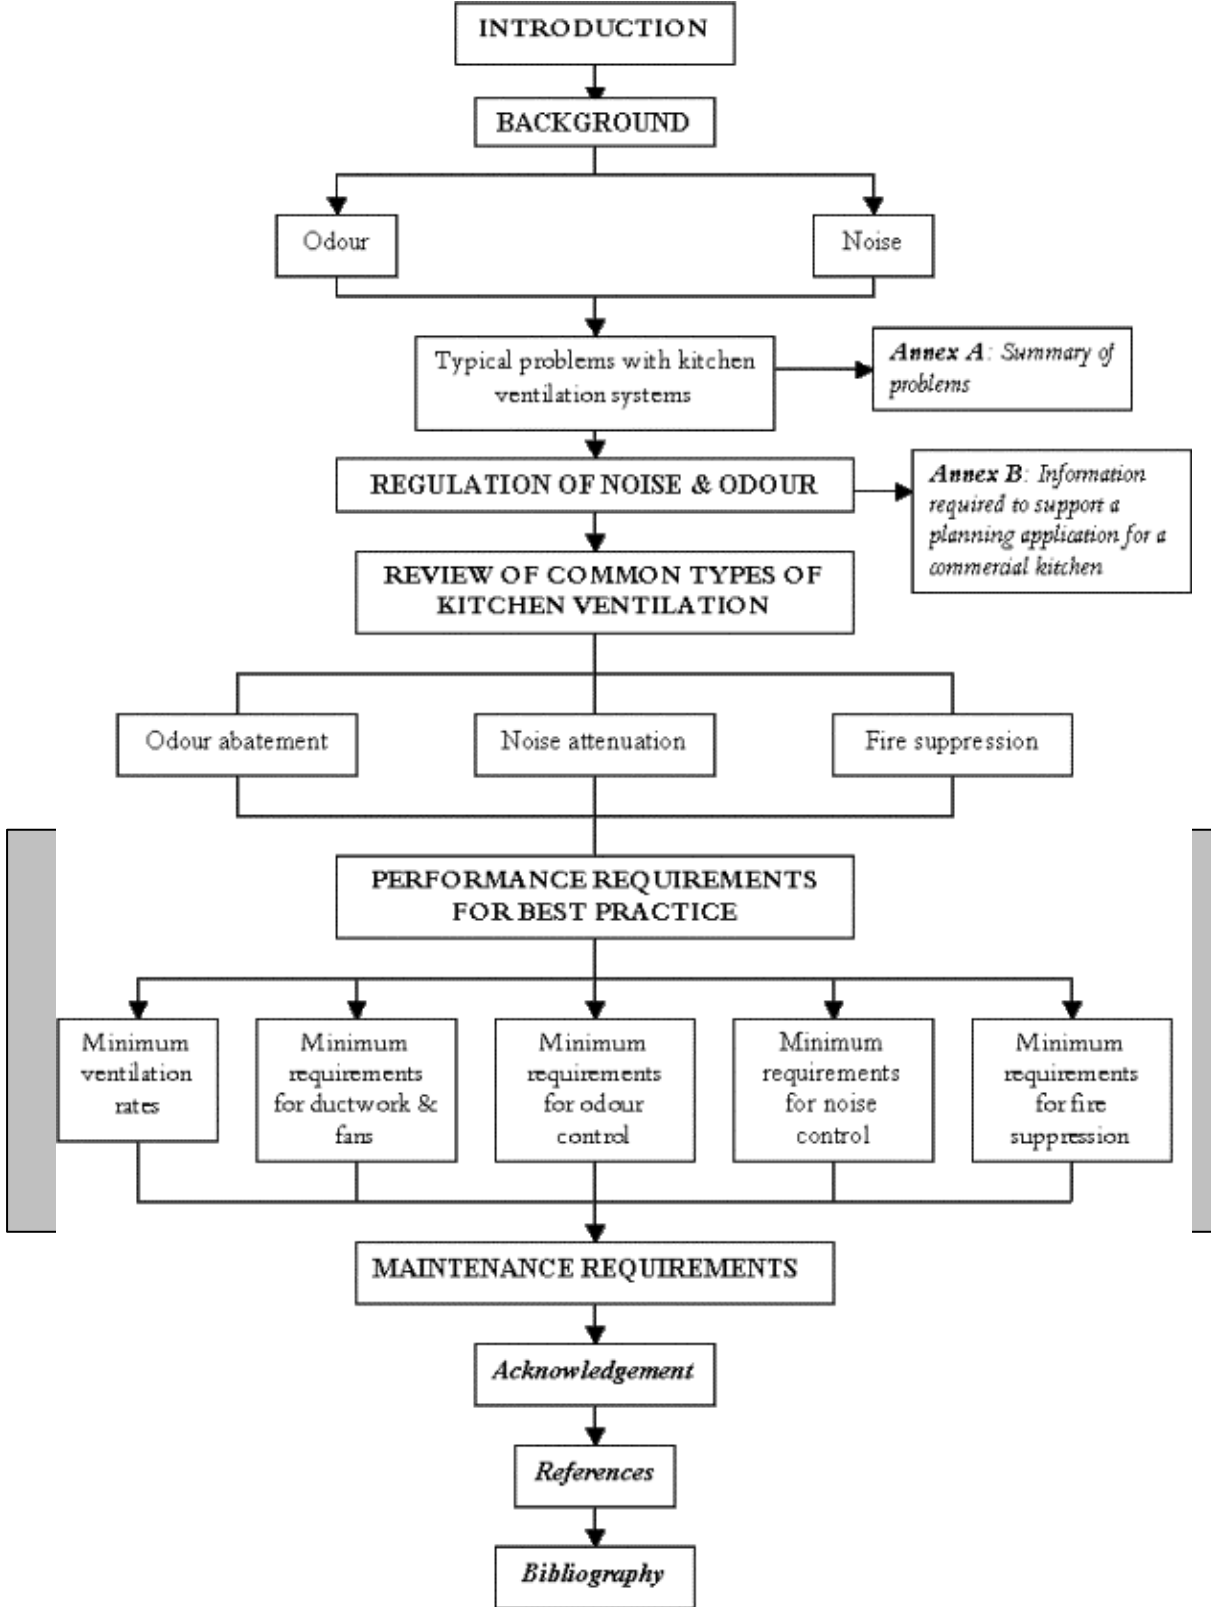 INTRODUCTION
BACKGROUND
Odour
Noise
Typical problems with kitchen
ventilation systems
Annex A: Summary of
problems
REGULATION OF NOISE & ODOUR
Annex B: Information
required to support a
planning application for a
commercial kitchen
REVIEW OF COMMON TYPES OF
KITCHEN VENTILATION
Odour abatement
Noise attenuation
Fire suppression
PERFORMANCE REQUIREMENTS
FOR BEST PRACTICE
Minimum
ventilation
rates
Minimum
requirements
for ductwork &
fans
Minimum
requirements
for odour
control
Minimum
requirements
for noise
control
Minimum
requirements
for fire
suppression
MAINTENANCE REQUIREMENTS
Acknowledgement
References
Bibliography